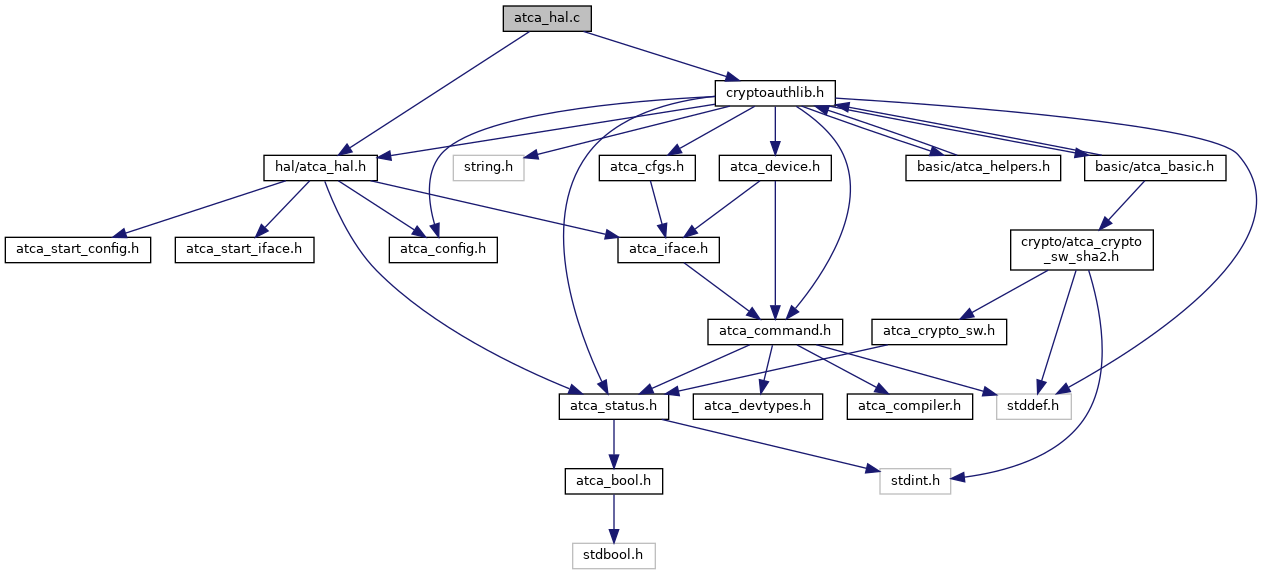 atca_hal.c
cryptoauthlib.h
hal/atca_hal.h
string.h
atca_cfgs.h
atca_device.h
basic/atca_helpers.h
basic/atca_basic.h
atca_start_config.h
atca_start_iface.h
atca_config.h
atca_iface.h
crypto/atca_crypto
_sw_sha2.h
atca_command.h
atca_crypto_sw.h
atca_status.h
atca_devtypes.h
atca_compiler.h
stddef.h
atca_bool.h
stdint.h
stdbool.h